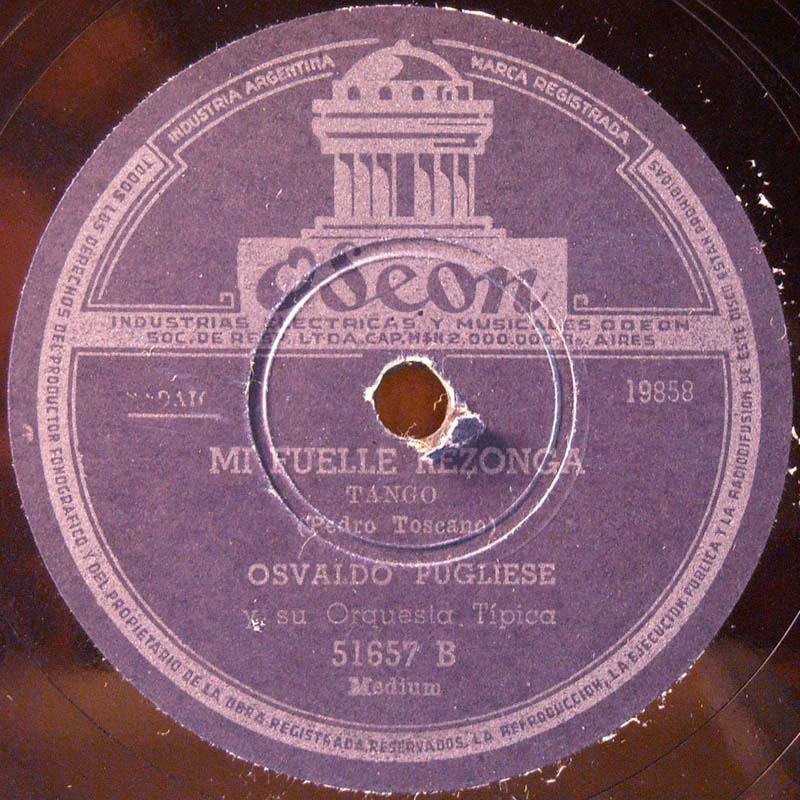 INDUSTRIA ARGENTINA
MARCA REGISTRADA
Odeon
INDUSTRIAS ELECTRICAS Y MUSICALES ODEON
SOC. DE RESP. LTDA. CAP. M$N 2.000.000 Bs. AIRES
SADAIC
19858
MI FUELLE REZONGA
TANGO
(Pedro Toscano)
OSVALDO PUGLIESE
y su Orquesta Típica
51657 B
Medium
TODOS LOS DERECHOS DEL PRODUCTOR FONOGRAFICO Y DEL PROPIETARIO DE LA OBRA REGISTRADA, RESERVADOS. LA REPRODUCCION, LA EJECUCION PUBLICA Y LA RADIODIFUSION DE ESTE DISCO ESTAN PROHIBIDAS